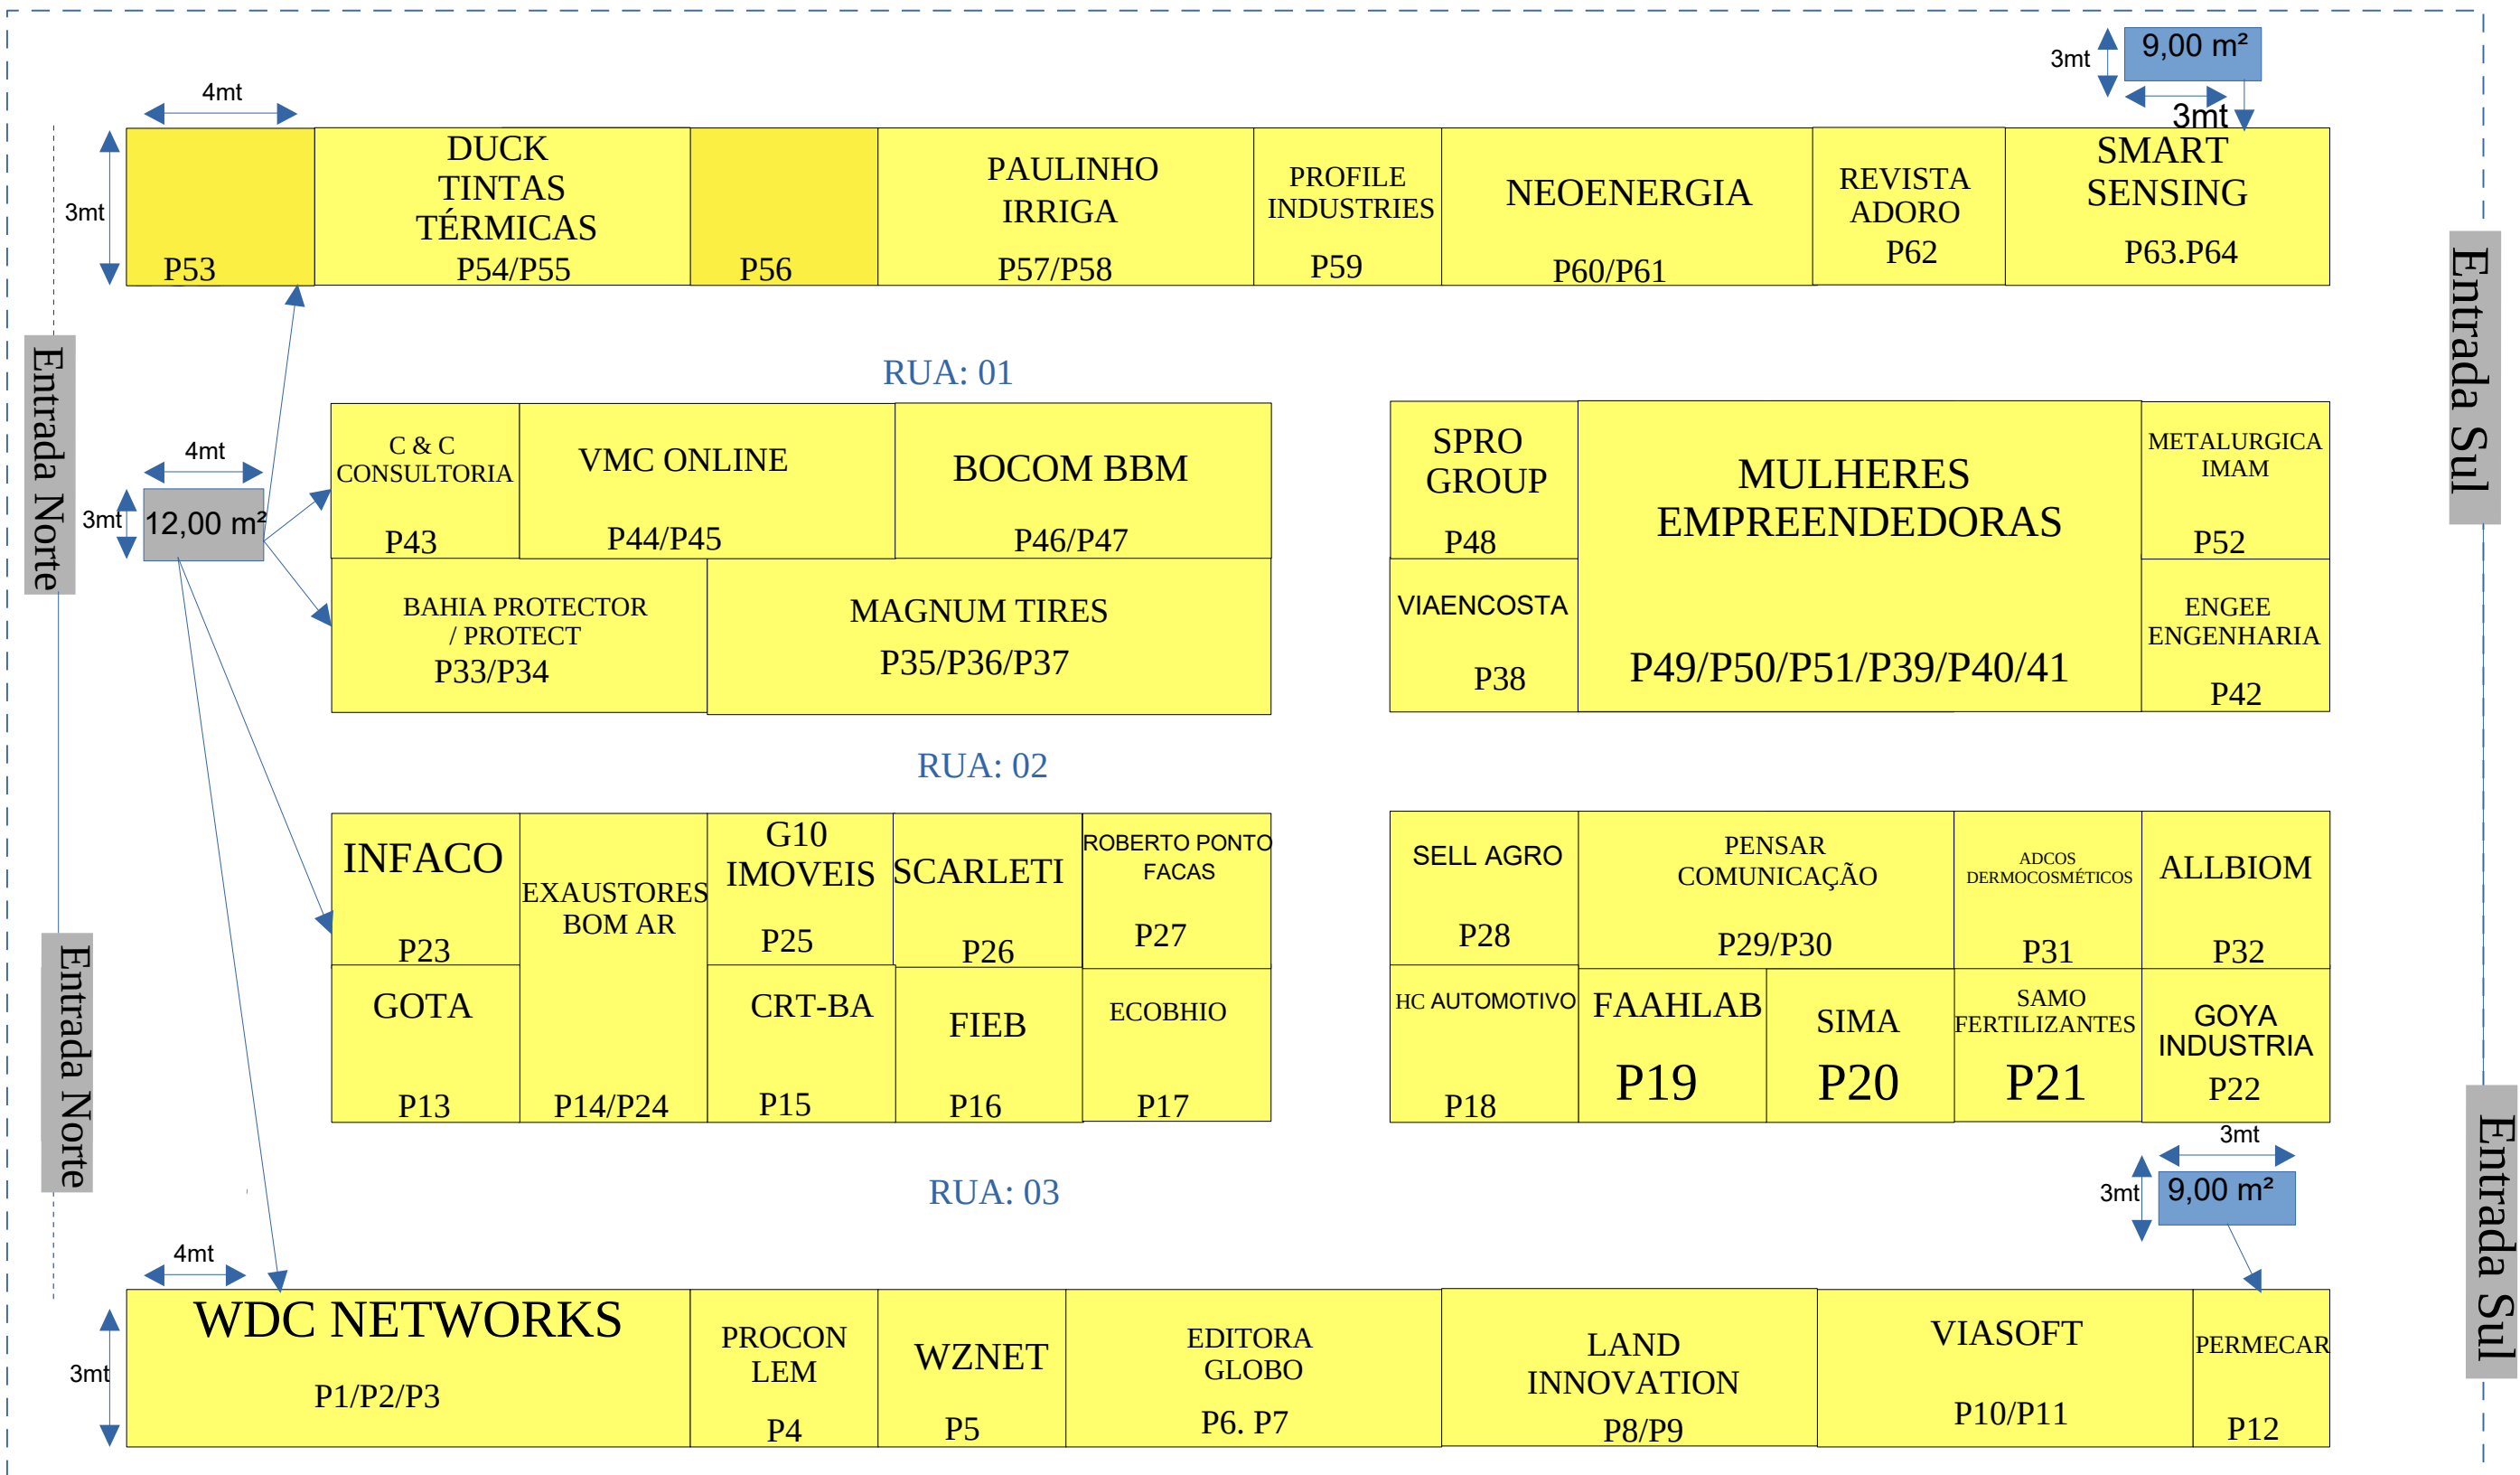 9,00 m²
3mt
3mt
4mt
3mt
P53
DUCK
TINTAS
TÉRMICAS
P54/P55
P56
PAULINHO
IRRIGA
P57/P58
PROFILE
INDUSTRIES
P59
NEOENERGIA
P60/P61
REVISTA
ADORO
P62
SMART
SENSING
P63.P64
Entrada Norte
Entrada Sul
RUA: 01
4mt
3mt
12,00 m²
C & C
CONSULTORIA
P43
VMC ONLINE
P44/P45
BOCOM BBM
P46/P47
SPRO
GROUP
P48
MULHERES
EMPREENDEDORAS
P49/P50/P51/P39/P40/41
METALURGICA
IMAM
P52
BAHIA PROTECTOR
/ PROTECT
P33/P34
MAGNUM TIRES
P35/P36/P37
VIAENCOSTA
P38
ENGEE
ENGENHARIA
P42
RUA: 02
INFACO
P23
EXAUSTORES
BOM AR
P14/P24
G10
IMOVEIS
P25
SCARLETI
P26
ROBERTO PONTO
FACAS
P27
SELL AGRO
P28
PENSAR
COMUNICAÇÃO
P29/P30
ADCOS
DERMOCOSMÉTICOS
P31
ALLBIOM
P32
Entrada Norte
GOTA
P13
CRT-BA
P15
FIEB
P16
ECOBHIO
P17
HC AUTOMOTIVO
P18
FAAHLAB
P19
SIMA
P20
SAMO
FERTILIZANTES
P21
GOYA
INDUSTRIA
P22
Entrada Sul
RUA: 03
3mt
3mt
9,00 m²
4mt
3mt
WDC NETWORKS
P1/P2/P3
PROCON
LEM
P4
WZNET
P5
EDITORA
GLOBO
P6. P7
LAND
INNOVATION
P8/P9
VIASOFT
P10/P11
PERMECAR
P12